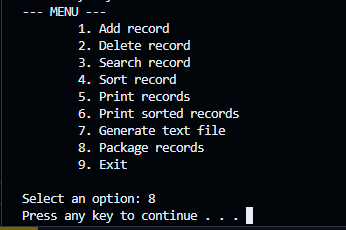 --- MENU ---
1. Add record
2. Delete record
3. Search record
4. Sort record
5. Print records
6. Print sorted records
7. Generate text file
8. Package records
9. Exit
Select an option: 8
Press any key to continue . . .